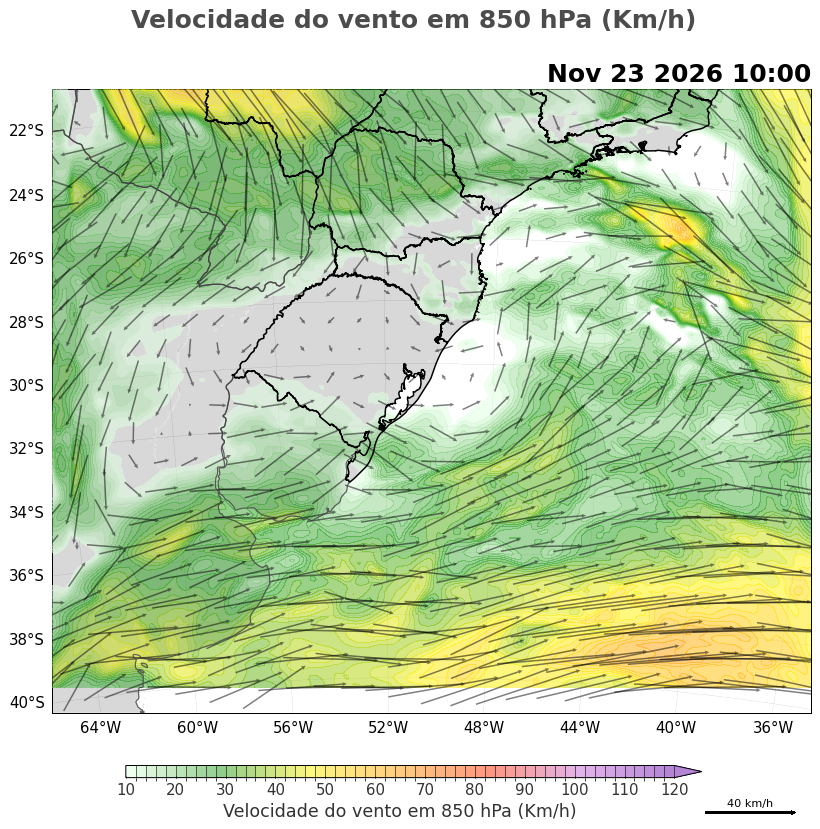 Velocidade do vento em 850 hPa (Km/h)
Nov 23 2026 10:00
22°S
24°S
26°S
28°S
30°S
32°S
34°S
36°S
38°S
40°S
64°W 60°W 56°W 52°W 48°W 44°W 40°W 36°W
10 20 30 40 50 60 70 80 90 100 110 120
Velocidade do vento em 850 hPa (Km/h)
40 km/h